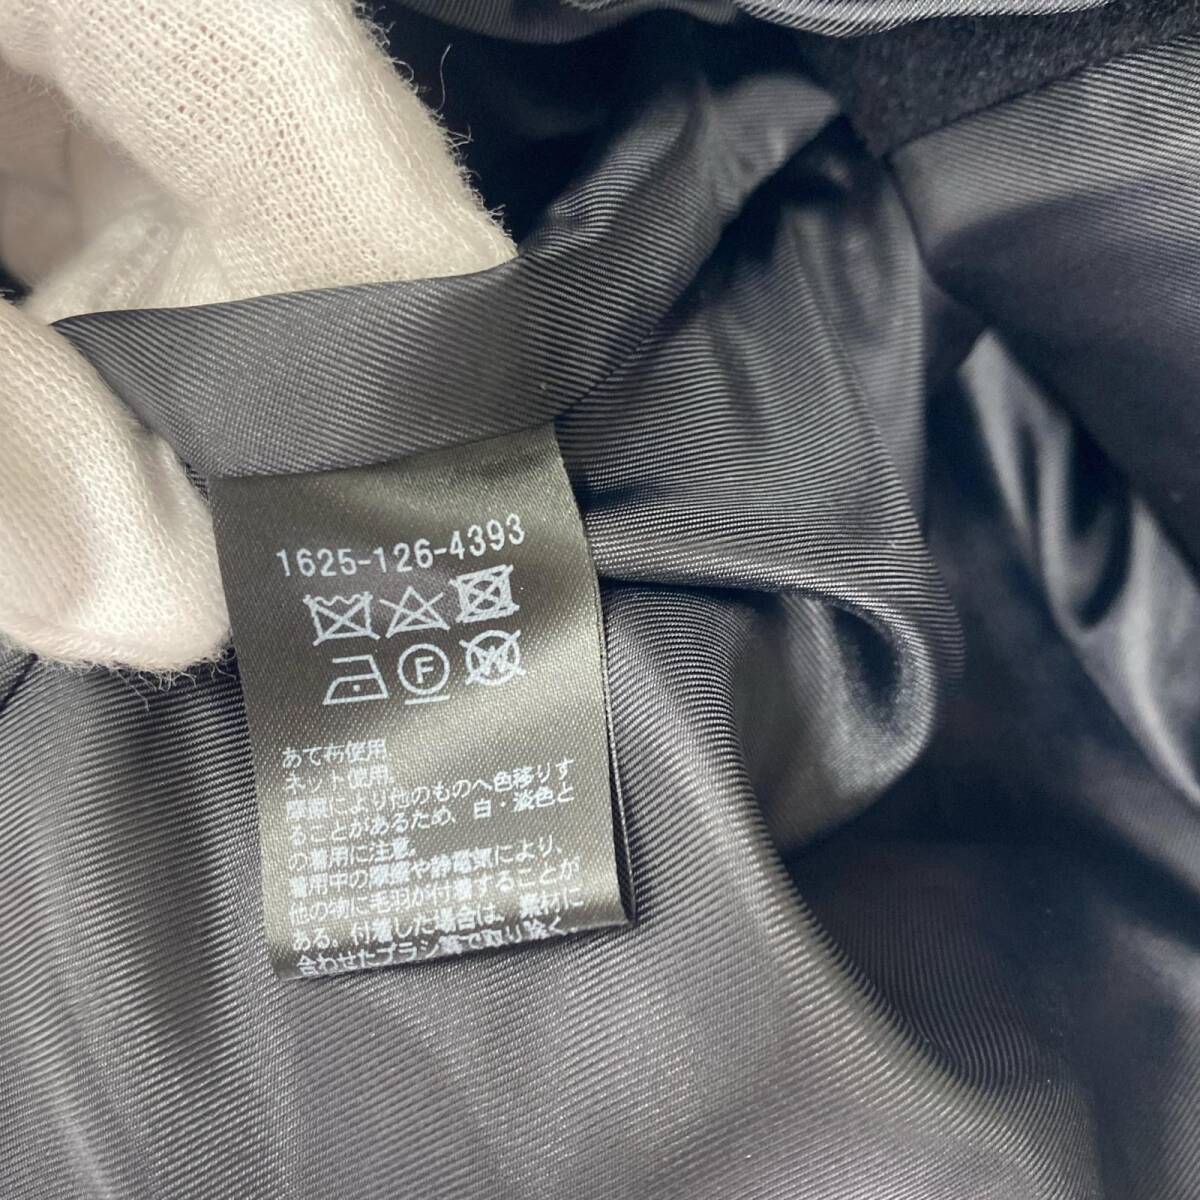 1625-126-4393
F
W
あて布使用
ネット使用。
摩擦により他のものへ色移りす
ることがあるため、白・淡色と
の着用に注意。
着用中の摩擦や静電気により、
他の物に毛羽が付着することが
ある。付着した場合は、素材に
合わせたブラシ等で取り除く。